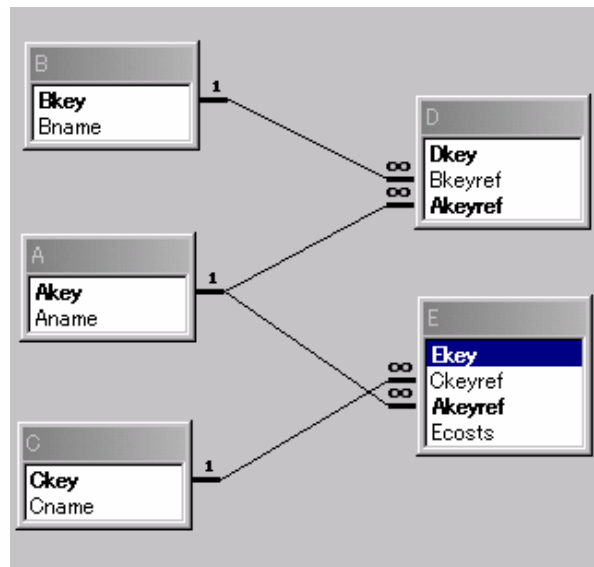 B
Bkey
Bname
1
A
Akey
Aname
1
C
Ckey
Cname
1
D
Dkey
Bkeyref
Akeyref
∞
∞
E
Ekey
Ckeyref
Akeyref
Ecosts
∞
∞